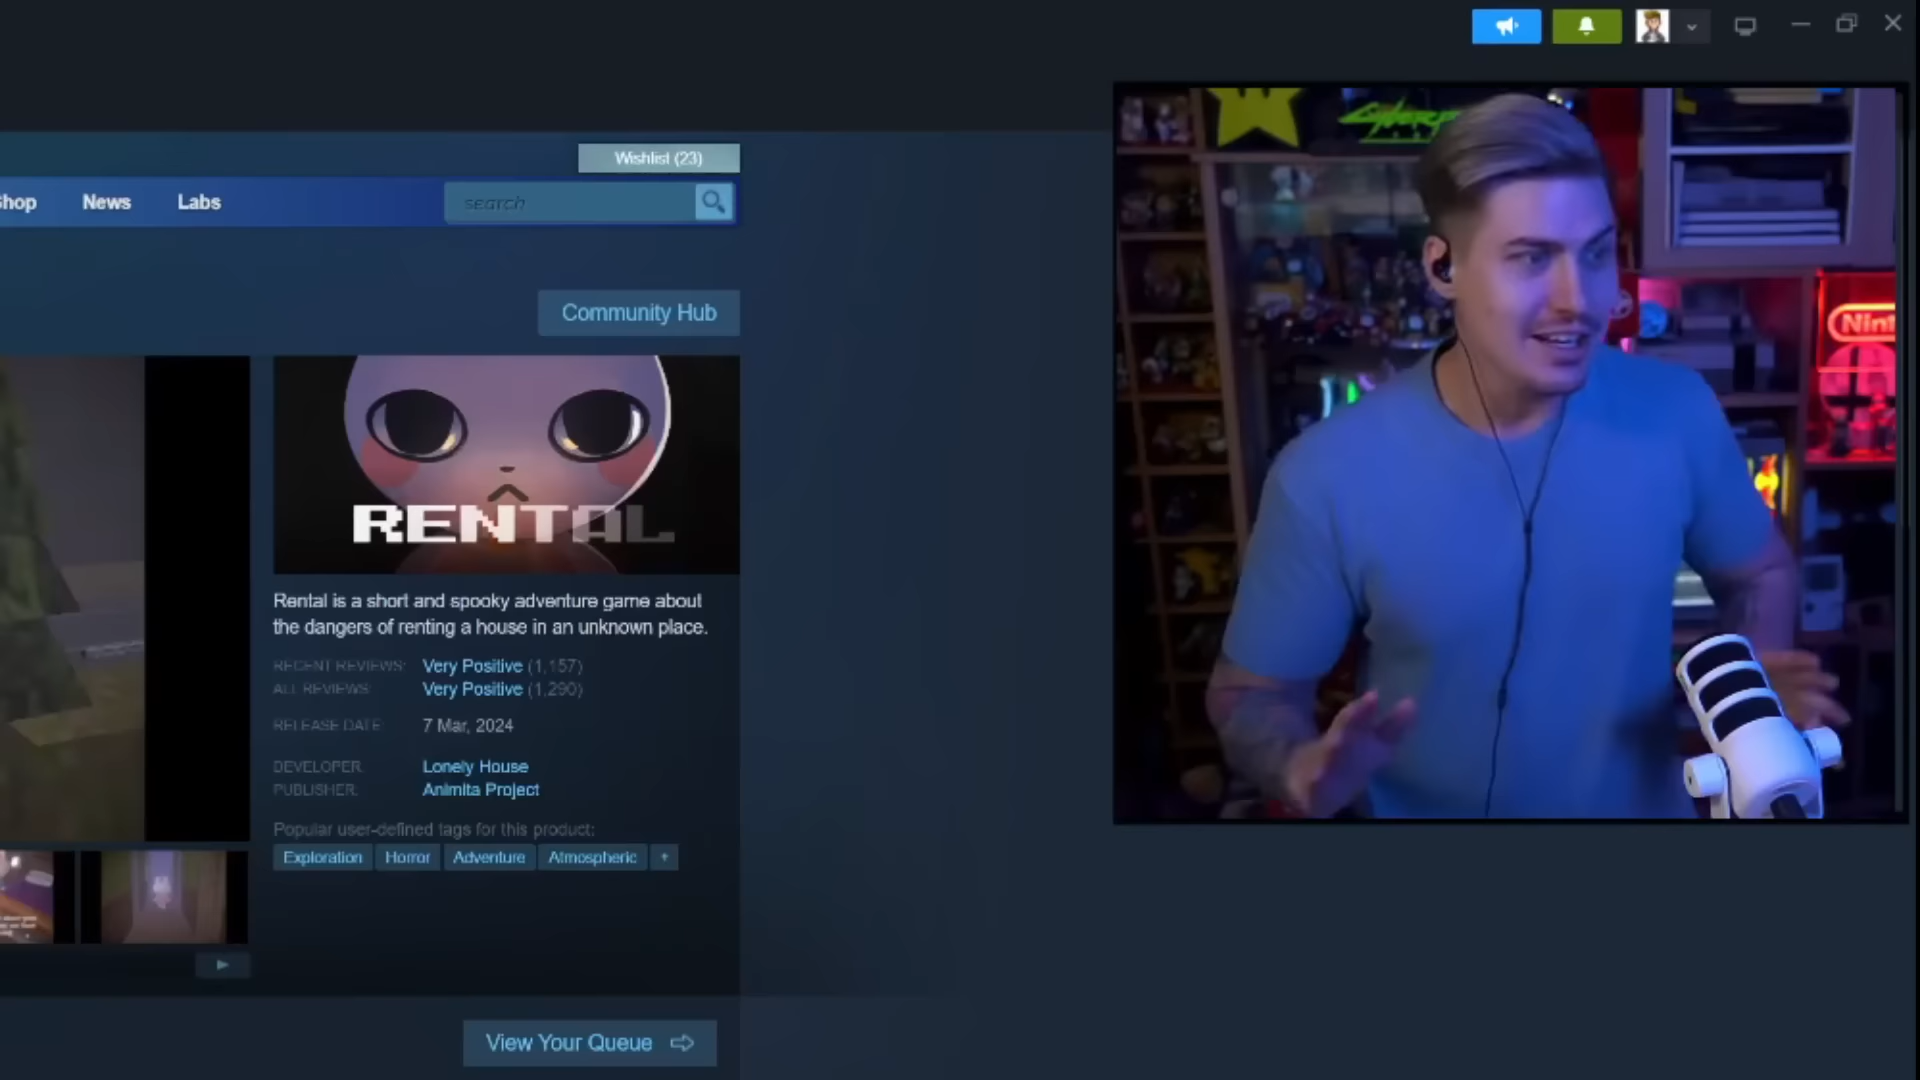 Wishlist (23)
News
Labs
search
Community Hub
RENTAL
Rental is a short and spooky adventure game about
the dangers of renting a house in an unknown place.
RECENT REVIEWS: Very Positive (1,157)
ALL REVIEWS: Very Positive (1,290)
RELEASE DATE: 7 Mar, 2024
DEVELOPER: Lonely House
PUBLISHER: Animita Project
Popular user-defined tags for this product:
Exploration Horror Adventure Atmospheric +
View Your Queue